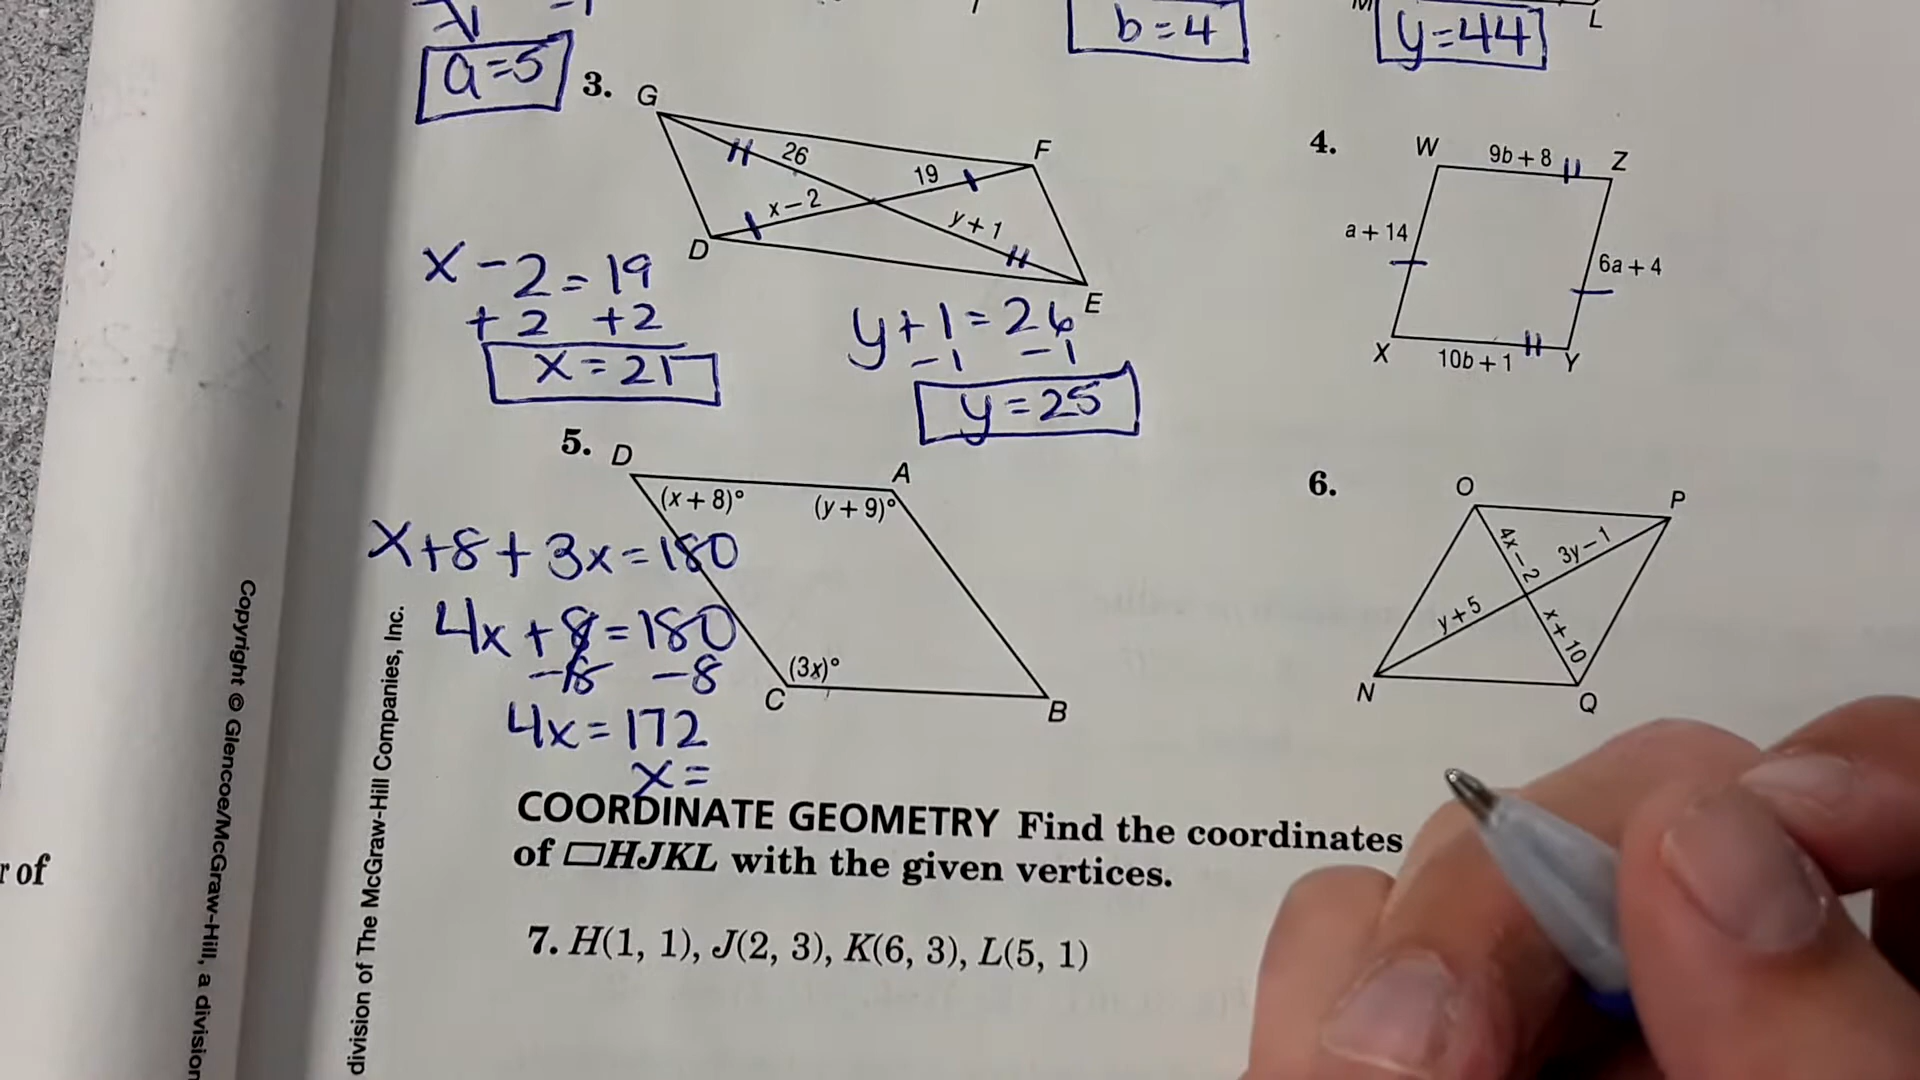 a=5
b=4
y=44
L
3.
G
26
F
19
x – 2
y + 1
D
E
x-2=19
+2 +2
x=21
y+1=26
-1 -1
y=25
4.
W
9b + 8
Z
a + 14
6a + 4
X
10b + 1
Y
5.
D
A
(x + 8)°
(y + 9)°
(3x)°
C
B
x+8+3x=180
4x+8=180
-8 -8
4x=172
x=
6.
O
P
4x – 2
3y – 1
y + 5
x + 10
N
Q
COORDINATE GEOMETRY Find the coordinates
of ▱HJKL with the given vertices.
7. H(1, 1), J(2, 3), K(6, 3), L(5, 1)
r of
Copyright © Glencoe/McGraw-Hill, a division
division of The McGraw-Hill Companies, Inc.